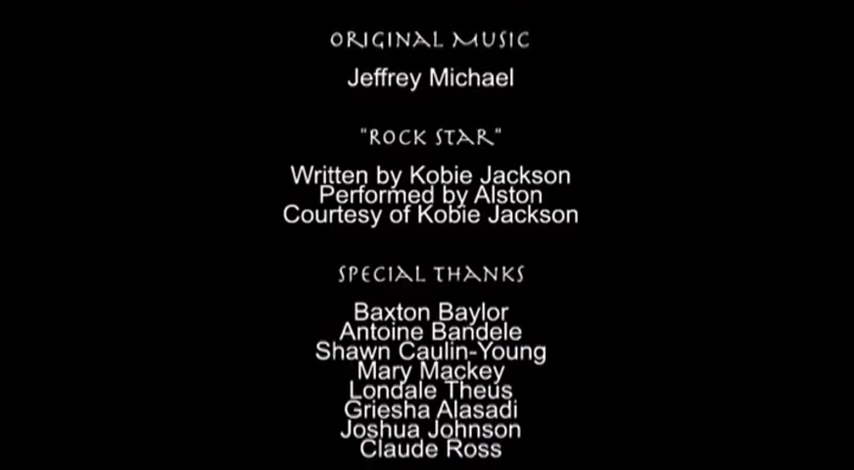 ORIGINAL MUSIC
Jeffrey Michael
"ROCK STAR"
Written by Kobie Jackson
Performed by Alston
Courtesy of Kobie Jackson
SPECIAL THANKS
Baxton Baylor
Antoine Bandele
Shawn Caulin-Young
Mary Mackey
Londale Theus
Griesha Alasadi
Joshua Johnson
Claude Ross